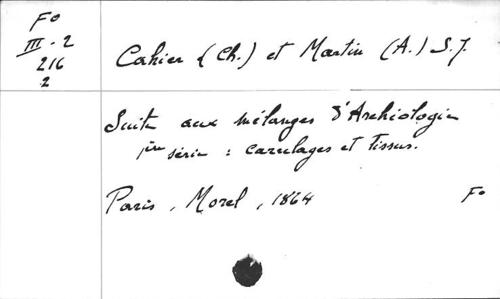 Fo
III-2
216
2
Cahier (Ch.) et Martin (A.) S.J.
Suite aux mélanges d'Archéologie
1ère série : carrelages et tissus.
Paris, Morel, 1864
Fo